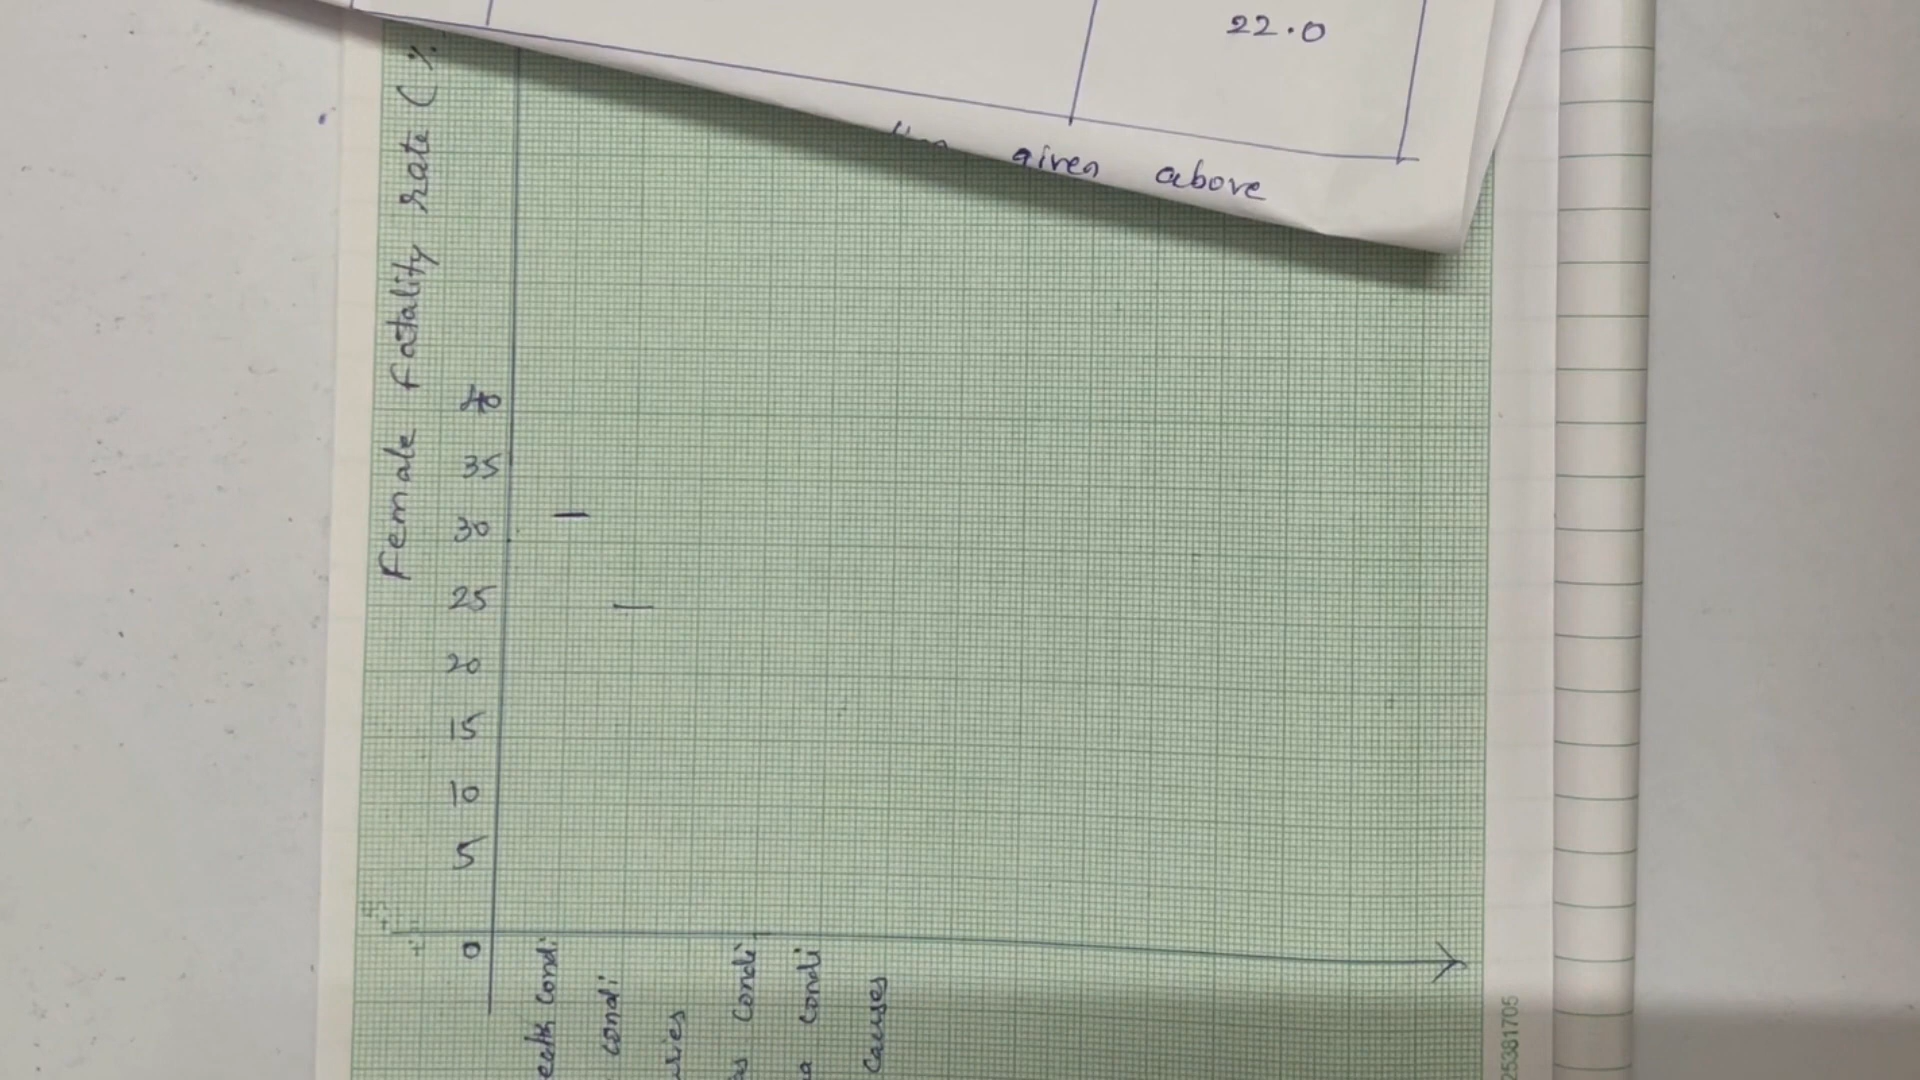 22.0
given above
Female fatality rate (%
40
35
30
25
20
15
10
5
0
condi
condi
condi
condi
causes
25381705